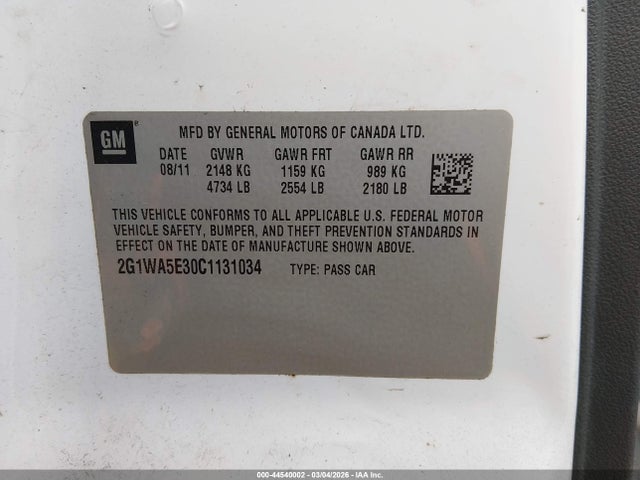 GM®
MFD BY GENERAL MOTORS OF CANADA LTD.
DATE GVWR GAWR FRT GAWR RR
08/11 2148 KG 1159 KG 989 KG
4734 LB 2554 LB 2180 LB
THIS VEHICLE CONFORMS TO ALL APPLICABLE U.S. FEDERAL MOTOR
VEHICLE SAFETY, BUMPER, AND THEFT PREVENTION STANDARDS IN
EFFECT ON THE DATE OF MANUFACTURE SHOWN ABOVE.
2G1WA5E30C1131034 TYPE: PASS CAR
000-44540002 - 03/04/2026 - IAA Inc.